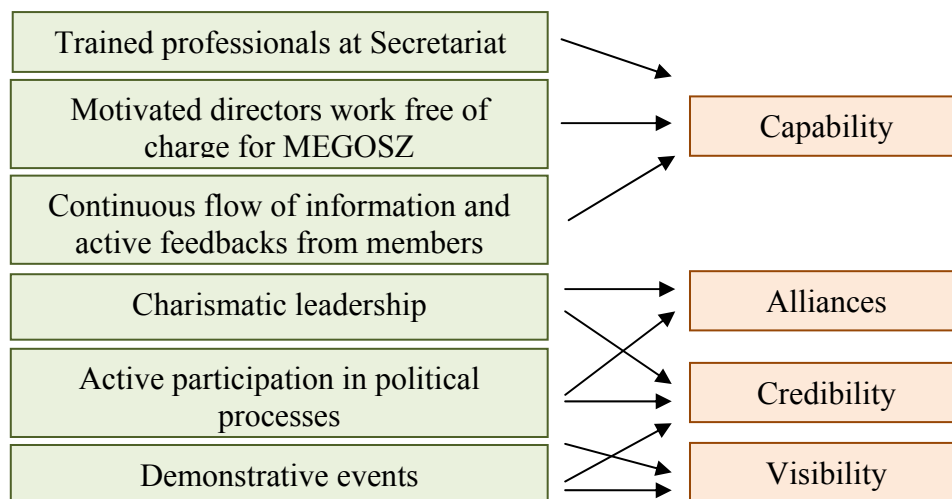 Trained professionals at Secretariat
Motivated directors work free of
charge for MEGOSZ
Capability
Continuous flow of information and
active feedbacks from members
Charismatic leadership
Alliances
Active participation in political
processes
Credibility
Demonstrative events
Visibility